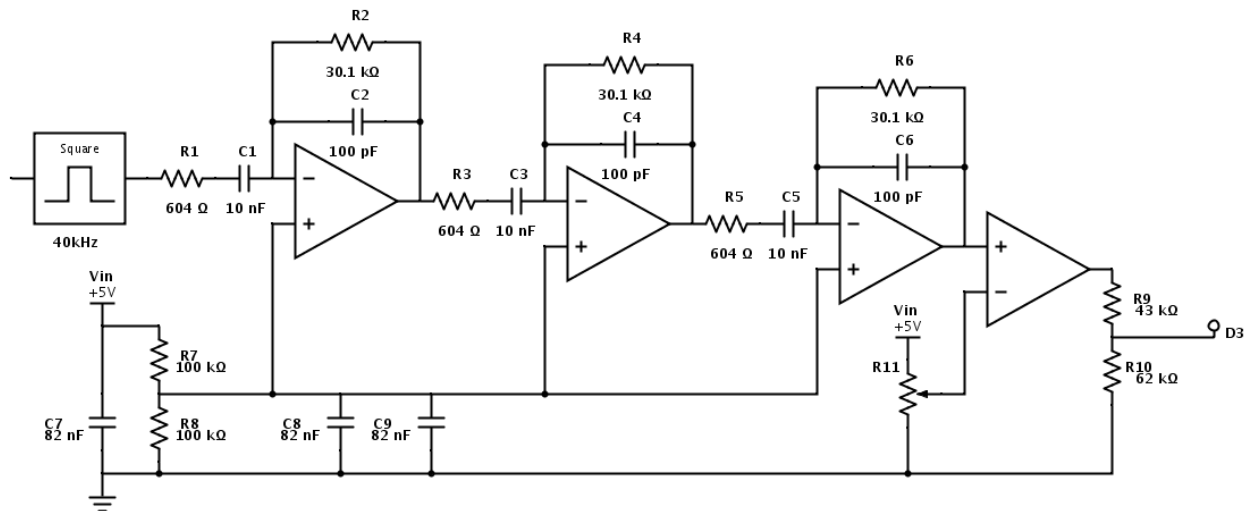 R2
30.1 kΩ
C2
100 pF
R4
30.1 kΩ
C4
100 pF
R6
30.1 kΩ
C6
100 pF
Square
40kHz
R1
604 Ω
C1
10 nF
−
+
R3
604 Ω
C3
10 nF
−
+
R5
604 Ω
C5
10 nF
−
+
+
−
R9
43 kΩ
D3
R10
62 kΩ
Vin
+5V
R7
100 kΩ
R8
100 kΩ
C7
82 nF
C8
82 nF
C9
82 nF
Vin
+5V
R11